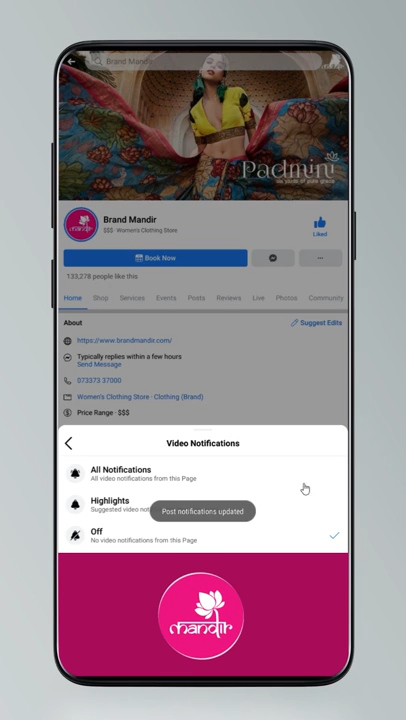 Brand Mandir
Padmini
Brand Mandir
$$$ · Women's Clothing Store
Liked
Book Now
133,278 people like this
Home Shop Services Events Posts Reviews Live Photos Community
About
Suggest Edits
https://www.brandmandir.com/
Typically replies within a few hours
Send Message
073373 37000
Women's Clothing Store · Clothing (Brand)
Price Range · $$$
Video Notifications
All Notifications
All video notifications from this Page
Highlights
Suggested video
Post notifications updated
Off
No video notifications from this Page
mandir